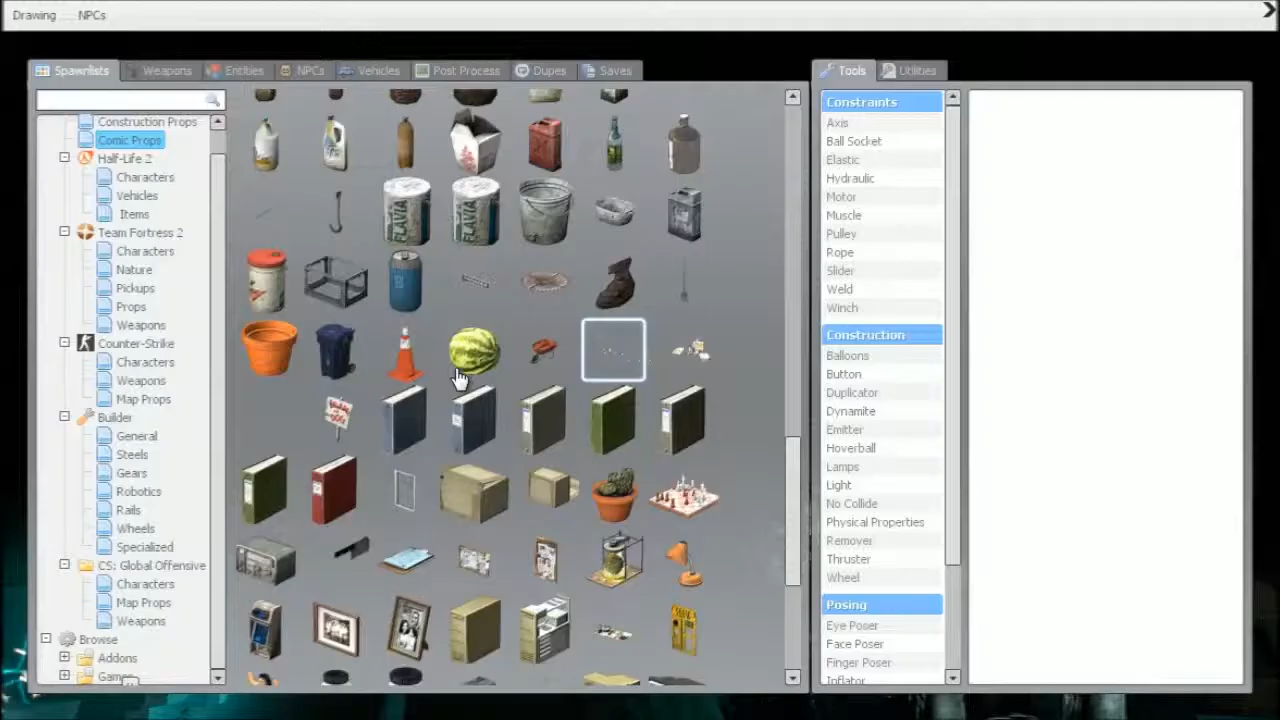 Drawing NPCs
Spawnlists Weapons Entities NPCs Vehicles Post Process Dupes Saves
Tools Utilities
Construction Props
Comic Props
Half-Life 2
Characters
Vehicles
Items
Team Fortress 2
Characters
Nature
Pickups
Props
Weapons
Counter-Strike
Characters
Weapons
Map Props
Builder
General
Steels
Gears
Robotics
Rails
Wheels
Specialized
CS: Global Offensive
Characters
Map Props
Weapons
Browse
Addons
FLAVIA FLAVIA
Constraints
Axis
Ball Socket
Elastic
Hydraulic
Motor
Muscle
Pulley
Rope
Slider
Weld
Winch
Construction
Balloons
Button
Duplicator
Dynamite
Emitter
Hoverball
Lamps
Light
No Collide
Physical Properties
Remover
Thruster
Wheel
Posing
Eye Poser
Face Poser
Finger Poser
Inflator